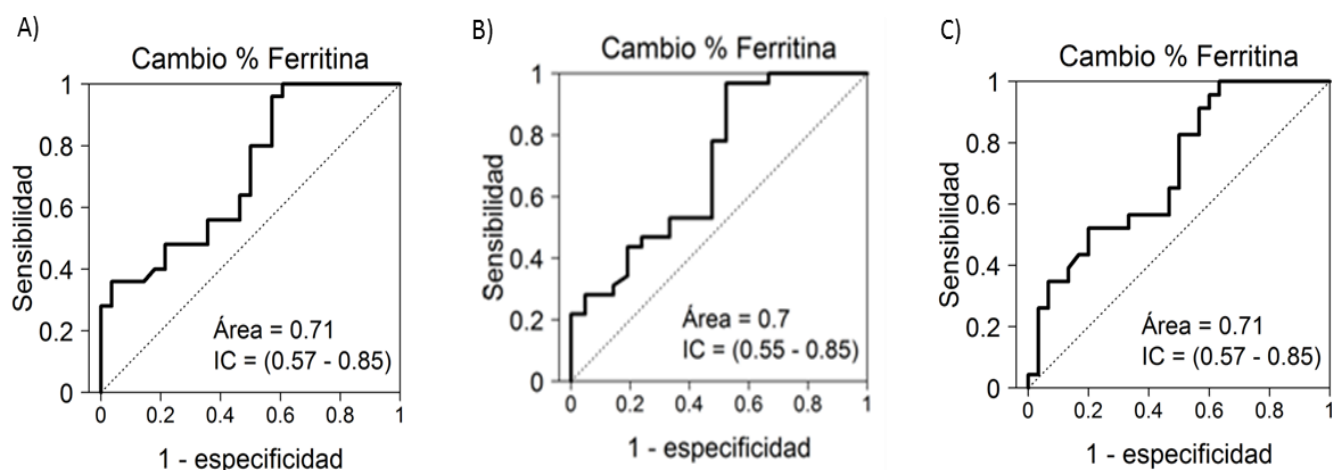 A)
Cambio % Ferritina
1
0.8
0.6
0.4
0.2
0
Sensibilidad
Área = 0.71
IC = (0.57 - 0.85)
0 0.2 0.4 0.6 0.8 1
1 - especificidad
B)
Cambio % Ferritina
1
0.8
0.6
0.4
0.2
0
Sensibilidad
Área = 0.7
IC = (0.55 - 0.85)
0 0.2 0.4 0.6 0.8 1
1 - especificidad
C)
Cambio % Ferritina
1
0.8
0.6
0.4
0.2
0
Sensibilidad
Área = 0.71
IC = (0.57 - 0.85)
0 0.2 0.4 0.6 0.8 1
1 - especificidad